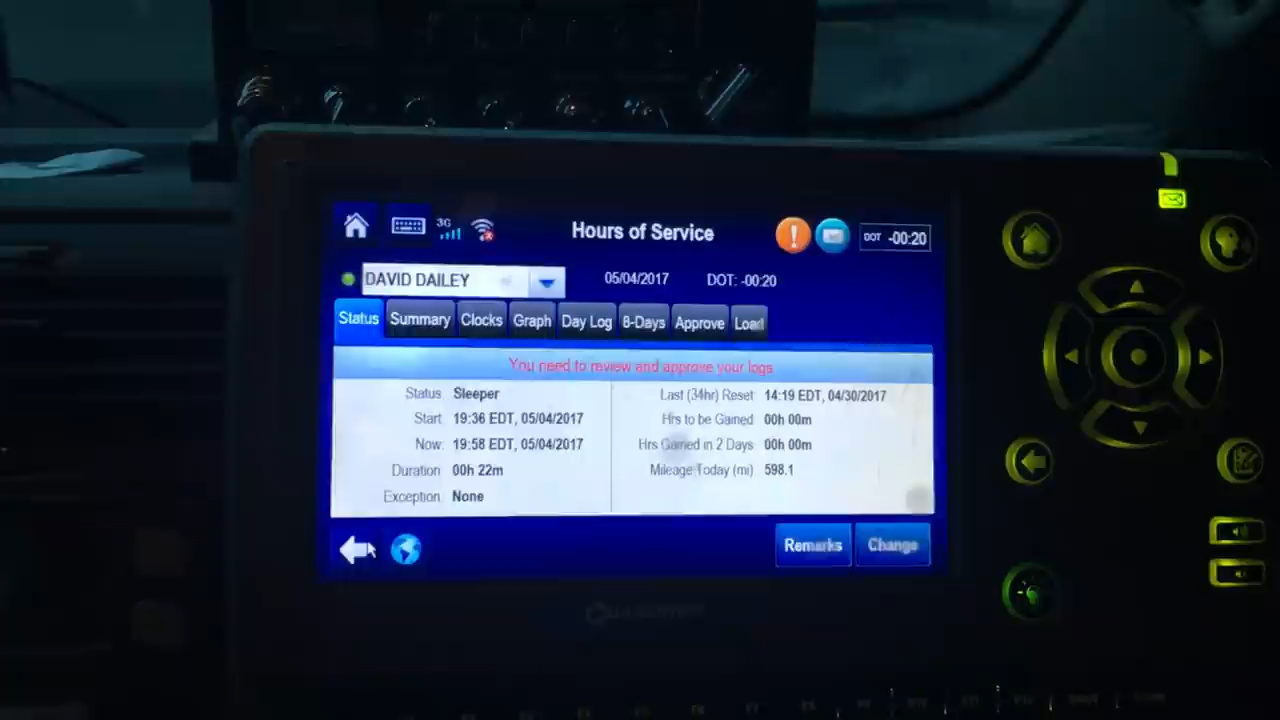 3G
Hours of Service
DOT -00:20
DAVID DAILEY
05/04/2017
DOT: -00:20
Status Summary Clocks Graph Day Log 8-Days Approve Load
You need to review and approve your logs
Status Sleeper
Start 19:36 EDT, 05/04/2017
Now: 19:58 EDT, 05/04/2017
Duration 00h 22m
Exception None
Last (34hr) Reset 14:19 EDT, 04/30/2017
Hrs to be Gained 00h 00m
Hrs Gained in 2 Days 00h 00m
Mileage Today (mi) 598.1
Remarks Change